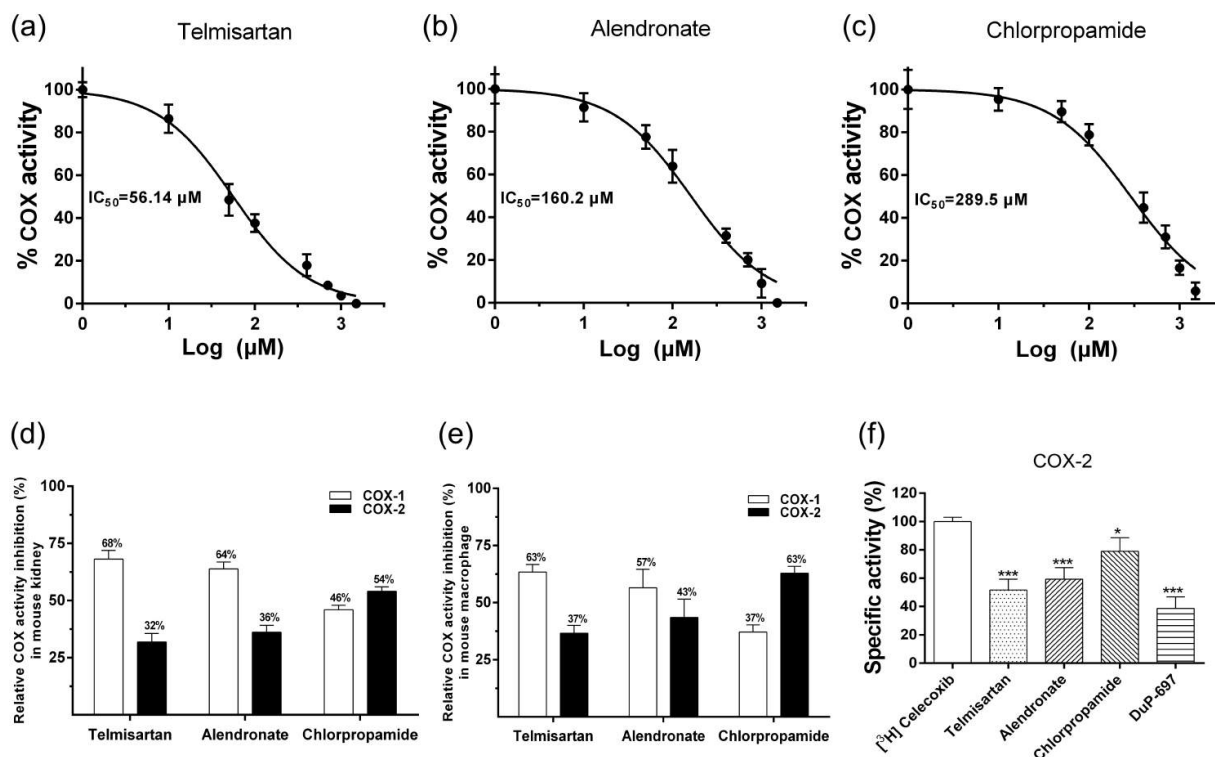 (a)
Telmisartan
% COX activity
100
80
60
40
20
0
IC50=56.14 µM
0
1
2
3
Log (µM)
(b)
Alendronate
% COX activity
100
80
60
40
20
0
IC50=160.2 µM
0
1
2
3
Log (µM)
(c)
Chlorpropamide
% COX activity
100
80
60
40
20
0
IC50=289.5 µM
0
1
2
3
Log (µM)
(d)
Relative COX activity inhibition (%)
in mouse kidney
100
75
50
25
COX-1
COX-2
68%
32%
64%
36%
46%
54%
Telmisartan
Alendronate
Chlorpropamide
(e)
Relative COX activity inhibition (%)
in mouse macrophage
100
75
50
25
COX-1
COX-2
63%
37%
57%
43%
37%
63%
Telmisartan
Alendronate
Chlorpropamide
(f)
COX-2
Specific activity (%)
120
100
80
60
40
20
0
***
***
*
***
[3H] Celecoxib
Telmisartan
Alendronate
Chlorpropamide
DuP-697